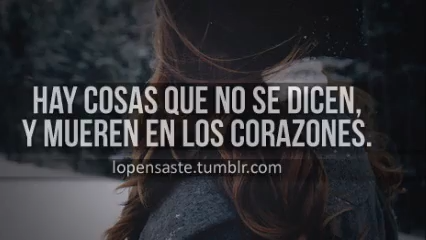 HAY COSAS QUE NO SE DICEN,
Y MUEREN EN LOS CORAZONES.
lopensaste.tumblr.com